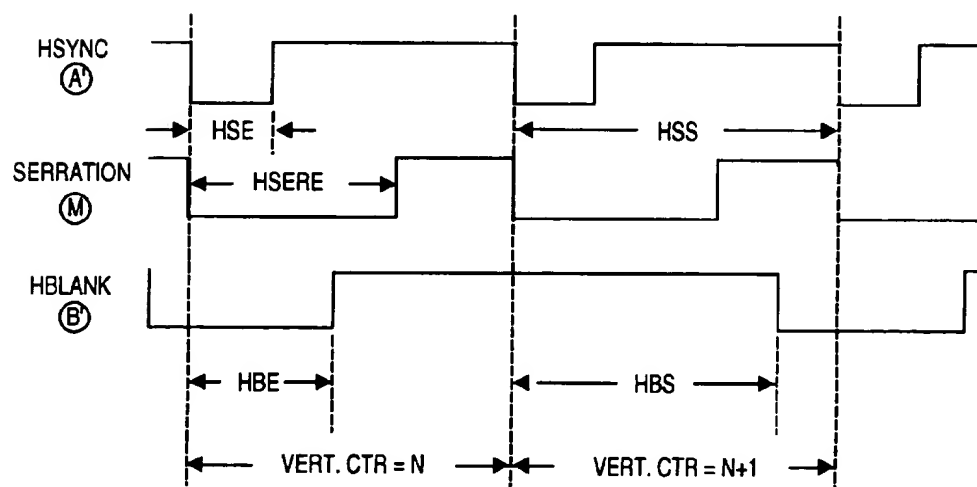 HSYNC
A'
HSE
HSS
SERRATION
M
HSERE
HBLANK
B'
HBE
HBS
VERT. CTR = N
VERT. CTR = N+1